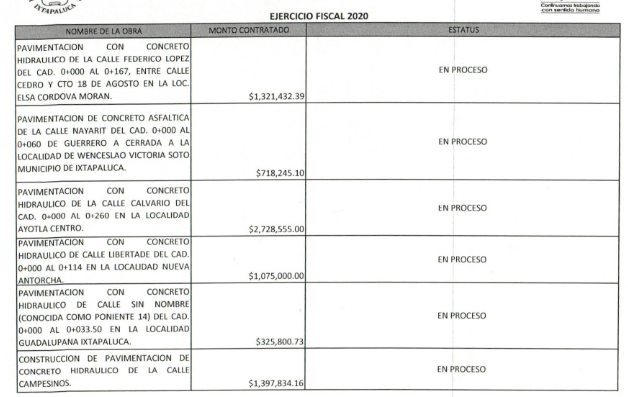 IXTAPALUCA
Continuamos trabajando
con sentido humano
EJERCICIO FISCAL 2020
NOMBRE DE LA OBRA MONTO CONTRATADO ESTATUS
PAVIMENTACION CON CONCRETO
HIDRAULICO DE LA CALLE FEDERICO LOPEZ
DEL CAD. 0+000 AL 0+167, ENTRE CALLE
CEDRO Y CTO 18 DE AGOSTO EN LA LOC.
ELSA CORDOVA MORAN. $1,321,432.39 EN PROCESO
PAVIMENTACION DE CONCRETO ASFALTICA
DE LA CALLE NAYARIT DEL CAD. 0+000 AL
0+060 DE GUERRERO A CERRADA A LA
LOCALIDAD DE WENCESLAO VICTORIA SOTO
MUNICIPIO DE IXTAPALUCA. $718,245.10 EN PROCESO
PAVIMENTACION CON CONCRETO
HIDRAULICO DE LA CALLE CALVARIO DEL
CAD. 0+000 AL 0+260 EN LA LOCALIDAD
AYOTLA CENTRO. $2,728,555.00 EN PROCESO
PAVIMENTACION CON CONCRETO
HIDRAULICO DE CALLE LIBERTADE DEL CAD.
0+000 AL 0+114 EN LA LOCALIDAD NUEVA
ANTORCHA. $1,075,000.00 EN PROCESO
PAVIMENTACION CON CONCRETO
HIDRAULICO DE CALLE SIN NOMBRE
(CONOCIDA COMO PONIENTE 14) DEL CAD.
0+000 AL 0+033.50 EN LA LOCALIDAD
GUADALUPANA IXTAPALUCA. $325,800.73 EN PROCESO
CONSTRUCCION DE PAVIMENTACION DE
CONCRETO HIDRAULICO DE LA CALLE
CAMPESINOS. $1,397,834.16 EN PROCESO